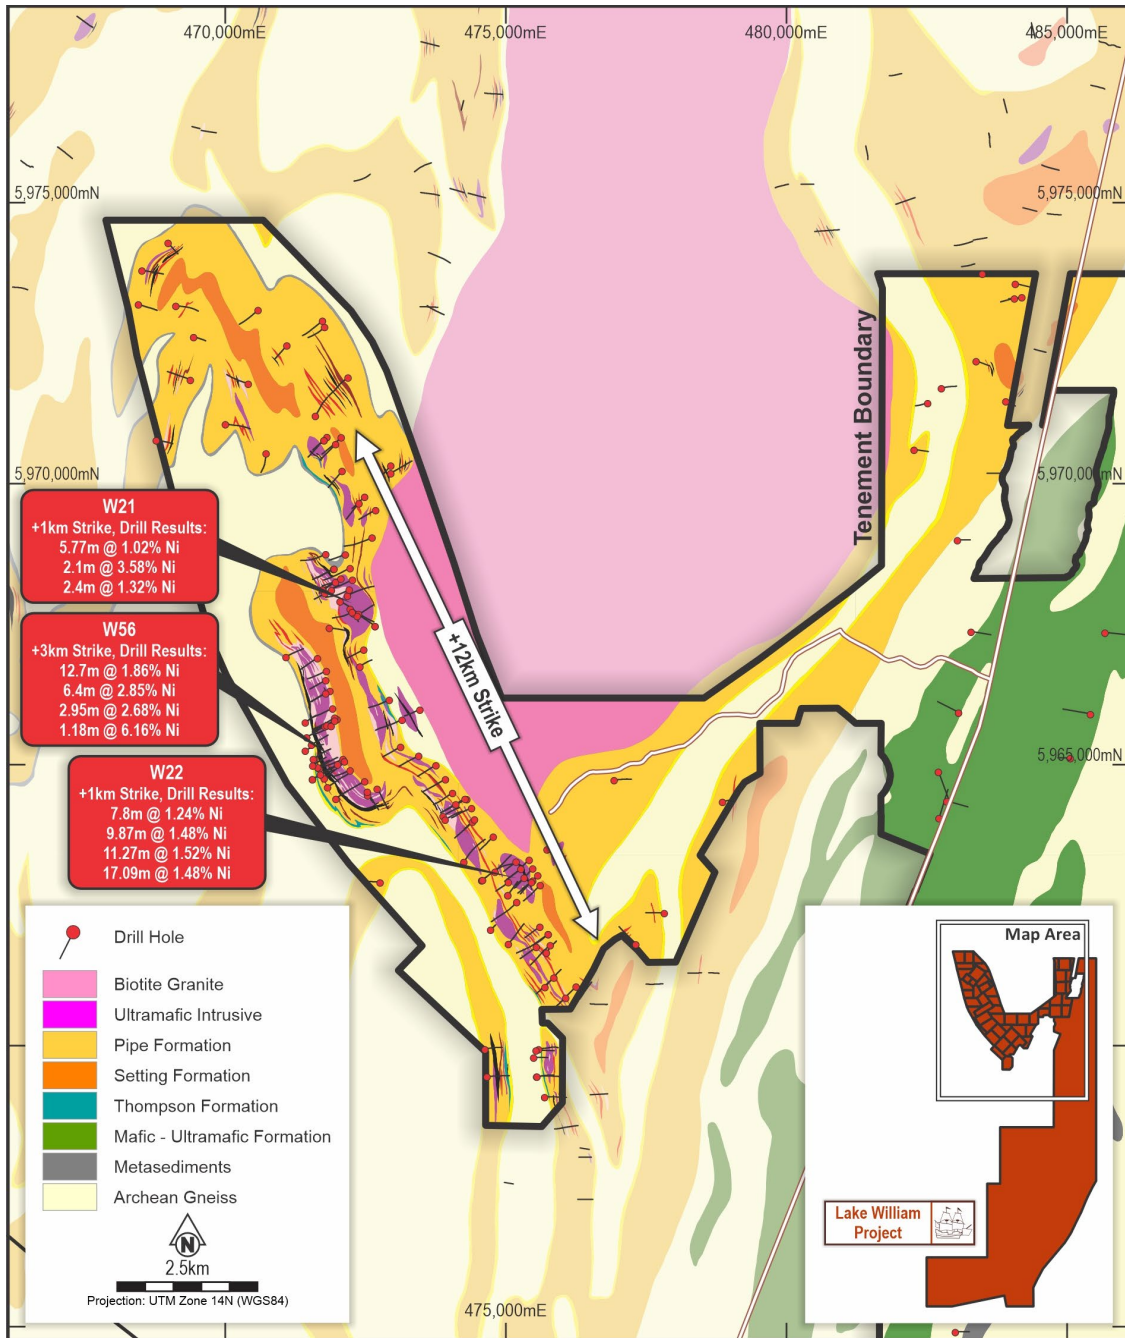 470,000mE
475,000mE
480,000mE
485,000mE
5,975,000mN
5,975,000mN
Tenement Boundary
5,970,000mN
5,970,000mN
W21
+1km Strike, Drill Results:
5.77m @ 1.02% Ni
2.1m @ 3.58% Ni
2.4m @ 1.32% Ni
W56
+3km Strike, Drill Results:
12.7m @ 1.86% Ni
6.4m @ 2.85% Ni
2.95m @ 2.68% Ni
1.18m @ 6.16% Ni
+12km Strike
5,965,000mN
W22
+1km Strike, Drill Results:
7.8m @ 1.24% Ni
9.87m @ 1.48% Ni
11.27m @ 1.52% Ni
17.09m @ 1.48% Ni
Drill Hole
Biotite Granite
Ultramafic Intrusive
Pipe Formation
Setting Formation
Thompson Formation
Mafic - Ultramafic Formation
Metasediments
Archean Gneiss
N
2.5km
Projection: UTM Zone 14N (WGS84)
Map Area
Lake William
Project
475,000mE